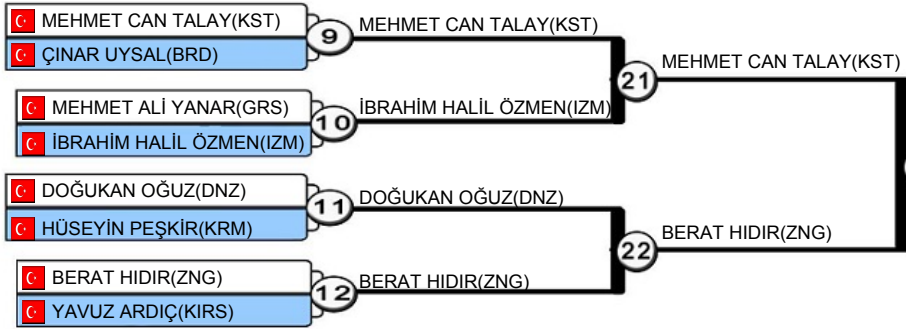 MEHMET CAN TALAY(KST)
ÇINAR UYSAL(BRD)
9
MEHMET CAN TALAY(KST)
MEHMET ALİ YANAR(GRS)
İBRAHİM HALİL ÖZMEN(IZM)
10
İBRAHİM HALİL ÖZMEN(IZM)
21
MEHMET CAN TALAY(KST)
DOĞUKAN OĞUZ(DNZ)
HÜSEYİN PEŞKİR(KRM)
11
DOĞUKAN OĞUZ(DNZ)
BERAT HIDIR(ZNG)
YAVUZ ARDIÇ(KIRS)
12
BERAT HIDIR(ZNG)
22
BERAT HIDIR(ZNG)